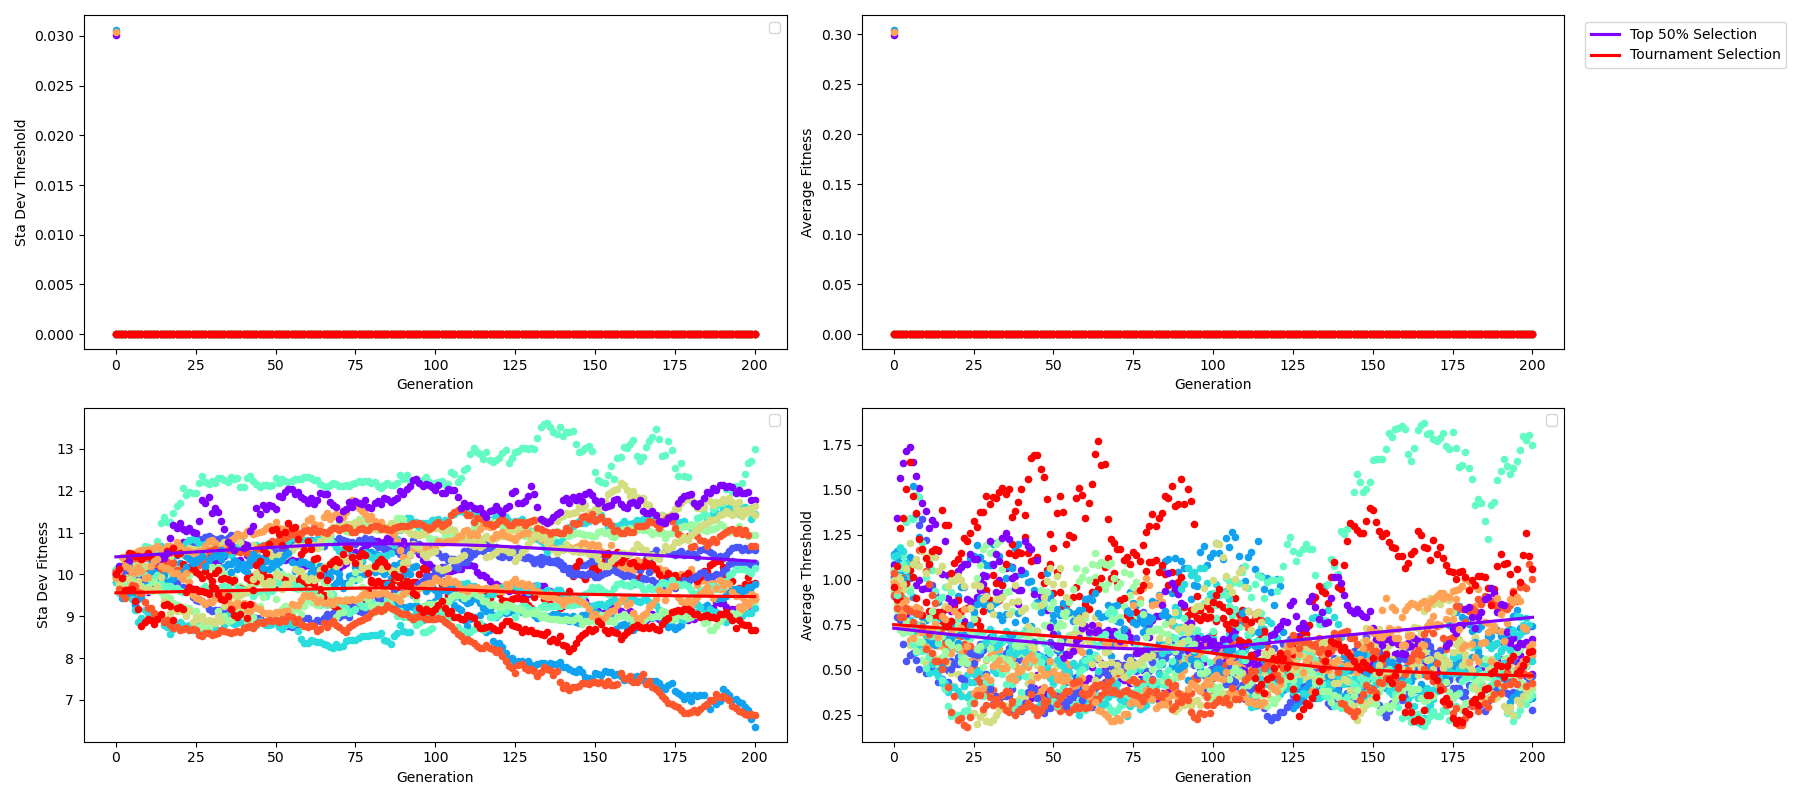 0.030
0.025
0.020
0.015
0.010
0.005
0.000
Sta Dev Threshold
0 25 50 75 100 125 150 175 200
Generation
0.30
0.25
0.20
0.15
0.10
0.05
0.00
Average Fitness
0 25 50 75 100 125 150 175 200
Generation
Top 50% Selection
Tournament Selection
13
12
11
10
9
8
7
Sta Dev Fitness
0 25 50 75 100 125 150 175 200
Generation
1.75
1.50
1.25
1.00
0.75
0.50
0.25
Average Threshold
0 25 50 75 100 125 150 175 200
Generation